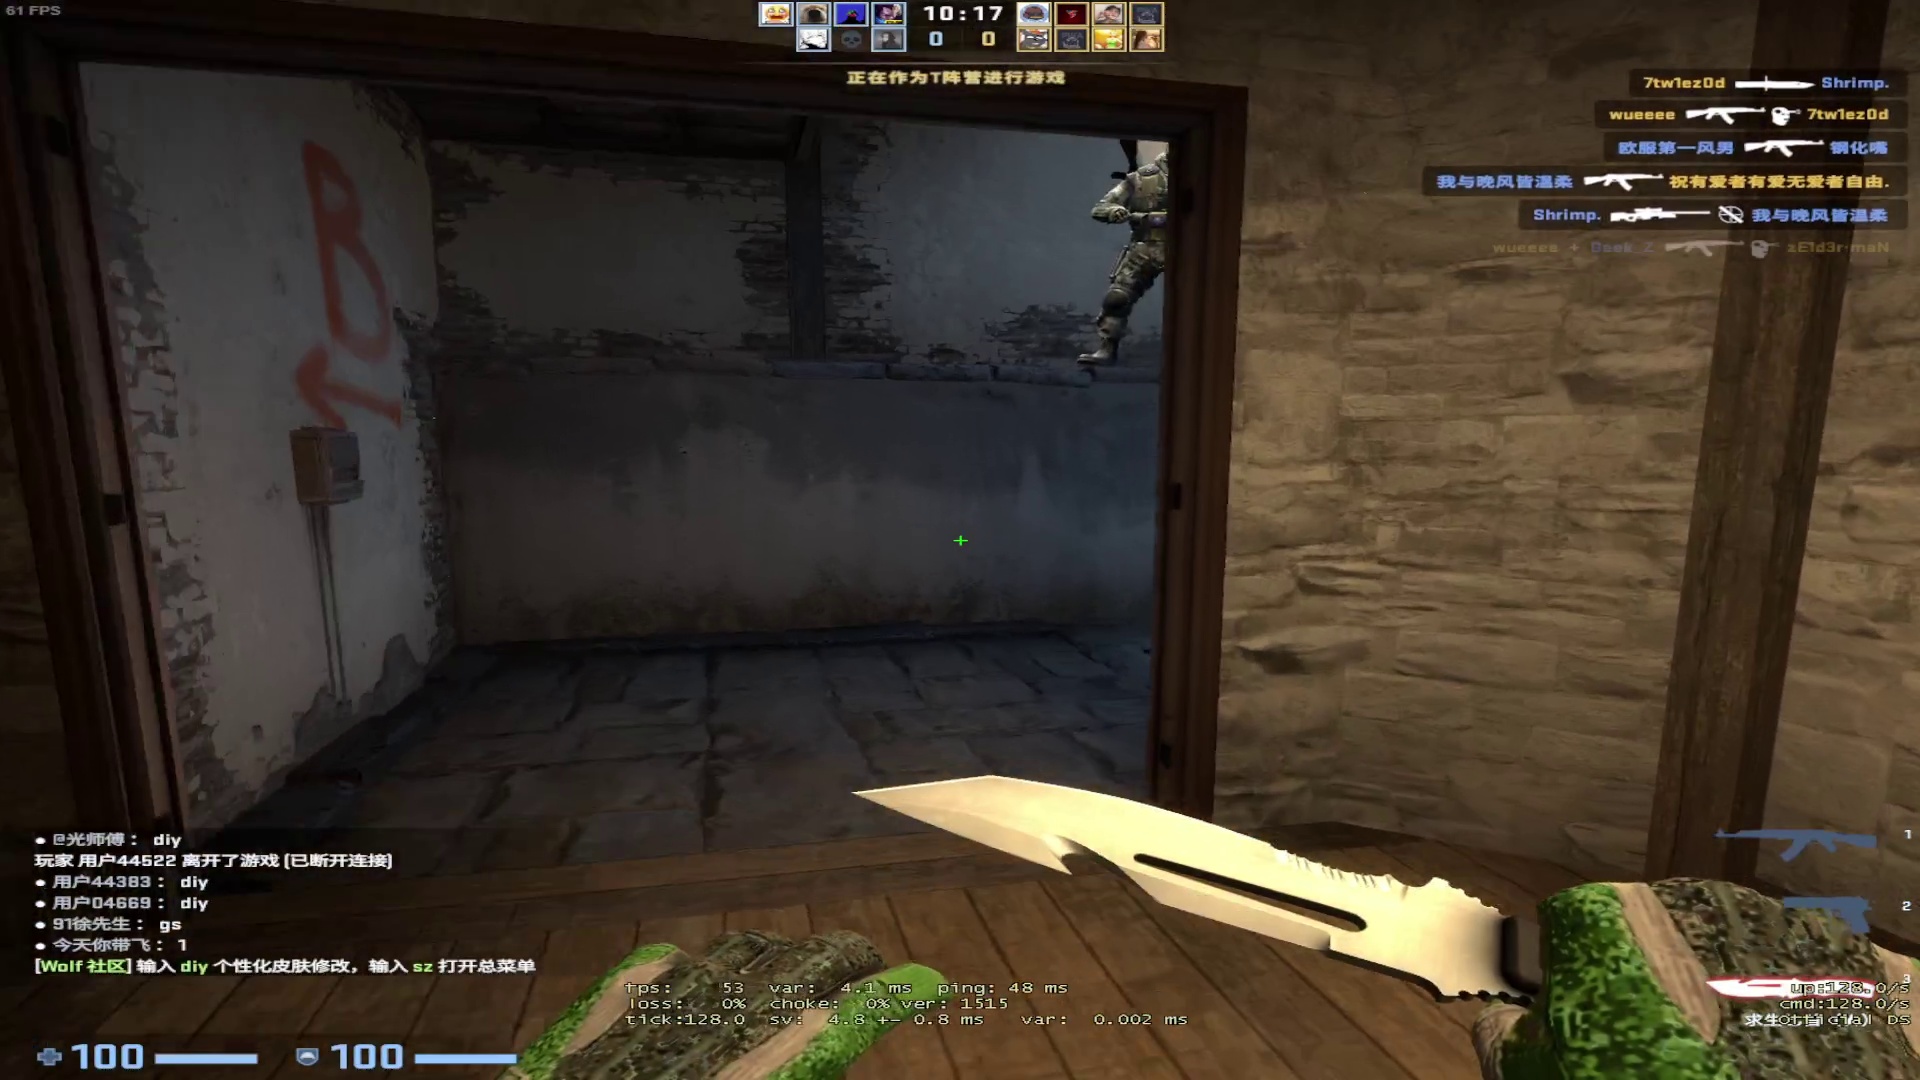 61 FPS
10:17
0 0
正在作为T阵营进行游戏
7tw1ez0d Shrimp.
wueeee 7tw1ez0d
欧服第一风男 钢化嘴
我与晚风皆温柔 祝有爱者有爱无爱者自由.
Shrimp. 我与晚风皆温柔
wueeee + Beek_Z zE1d3r-maN
B
@光师傅： diy
玩家 用户44522 离开了游戏 (已断开连接)
用户44383： diy
用户04669： diy
91徐先生： gs
今天你带飞： 1
[Wolf 社区] 输入 diy 个性化皮肤修改，输入 sz 打开总菜单
fps: 53 var: 4.1 ms ping: 48 ms
loss: 0% choke: 0% ver: 1515
tick:128.0 sv: 4.8 +- 0.8 ms var: 0.002 ms
1
2
3
up:128.0/s
cmd:128.0/s
100 100